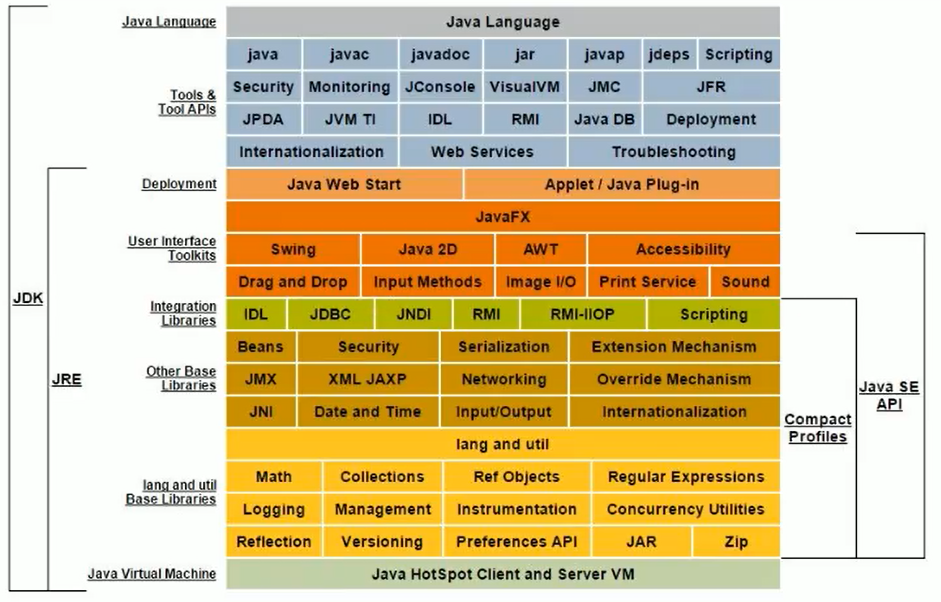 Java Language Java Language
java javac javadoc jar javap jdeps Scripting
Security Monitoring JConsole VisualVM JMC JFR
Tools &
Tool APIs
JPDA JVM TI IDL RMI Java DB Deployment
Internationalization Web Services Troubleshooting
Deployment Java Web Start Applet / Java Plug-in
JavaFX
User Interface
Toolkits
Swing Java 2D AWT Accessibility
Drag and Drop Input Methods Image I/O Print Service Sound
JDK
Integration
Libraries
IDL JDBC JNDI RMI RMI-IIOP Scripting
Beans Security Serialization Extension Mechanism
JRE
Other Base
Libraries
JMX XML JAXP Networking Override Mechanism
Java SE
API
JNI Date and Time Input/Output Internationalization
Compact
Profiles
lang and util
Math Collections Ref Objects Regular Expressions
lang and util
Base Libraries
Logging Management Instrumentation Concurrency Utilities
Reflection Versioning Preferences API JAR Zip
Java Virtual Machine Java HotSpot Client and Server VM